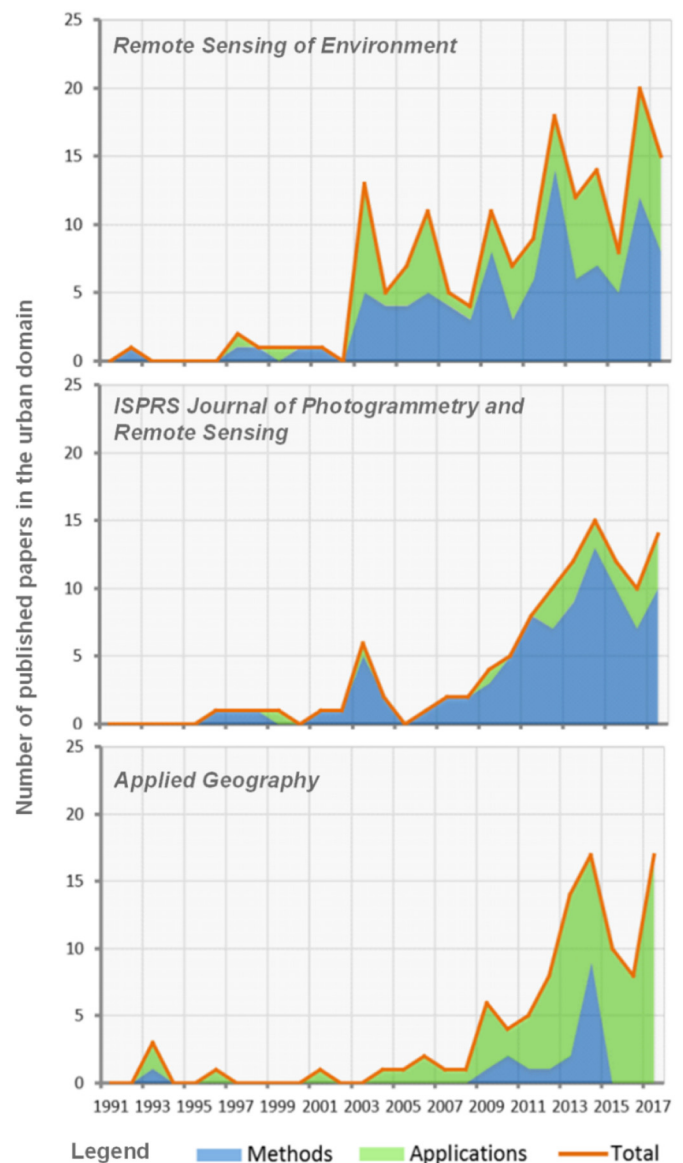 Number of published papers in the urban domain
25
Remote Sensing of Environment
20
15
10
5
0
25
ISPRS Journal of Photogrammetry and
Remote Sensing
20
15
10
5
0
25
Applied Geography
20
15
10
5
0
1991 1993 1995 1997 1999 2001 2003 2005 2007 2009 2011 2013 2015 2017
Legend Methods Applications Total